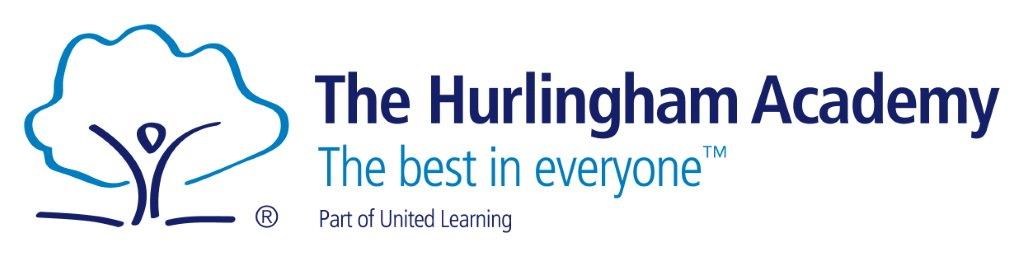 The Hurlingham Academy
The best in everyone™
Part of United Learning
®